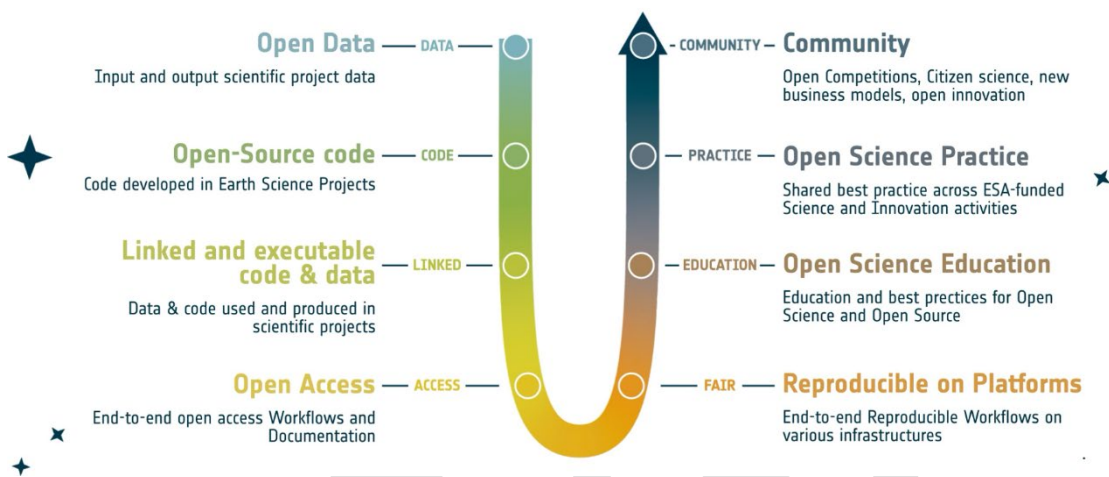 Open Data
DATA
Input and output scientific project data
Open-Source code
CODE
Code developed in Earth Science Projects
Linked and executable
code & data
LINKED
Data & code used and produced in
scientific projects
Open Access
ACCESS
End-to-end open access Workflows and
Documentation
COMMUNITY
Community
Open Competitions, Citizen science, new
business models, open innovation
PRACTICE
Open Science Practice
Shared best practice across ESA-funded
Science and Innovation activities
EDUCATION
Open Science Education
Education and best prectices for Open
Science and Open Source
FAIR
Reproducible on Platforms
End-to-end Reproducible Workflows on
various infrastructures